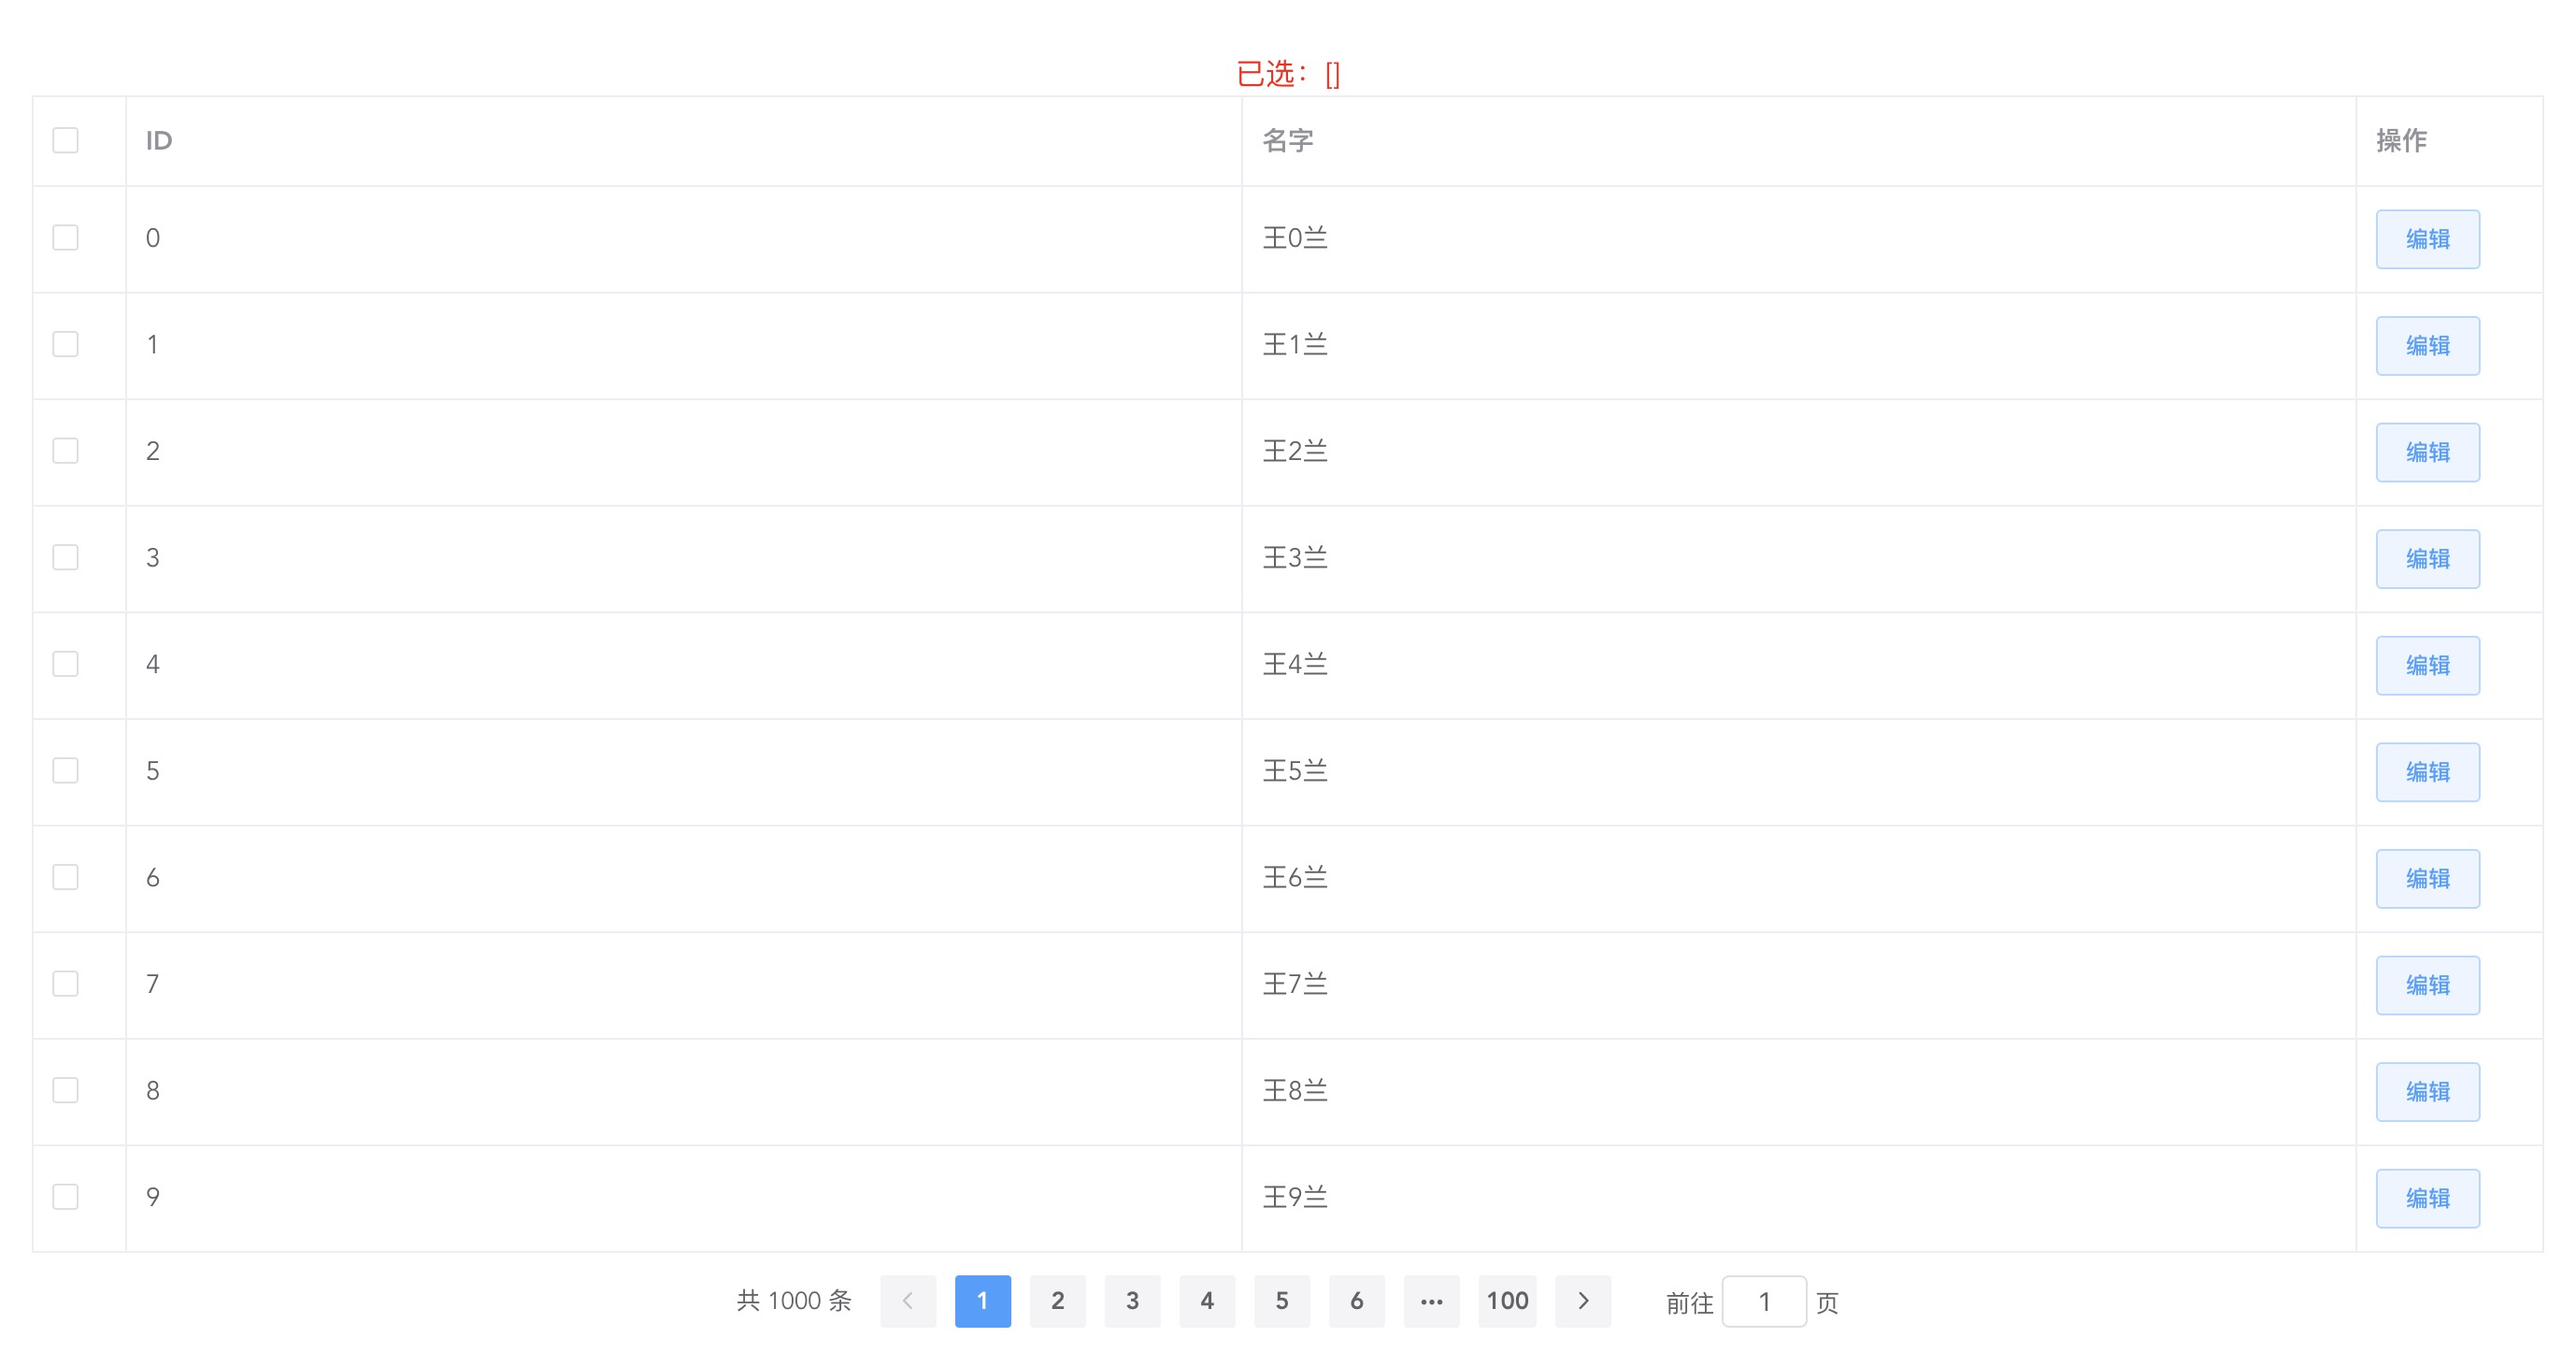 已选：[]
ID 名字 操作
0 王0兰 编辑
1 王1兰 编辑
2 王2兰 编辑
3 王3兰 编辑
4 王4兰 编辑
5 王5兰 编辑
6 王6兰 编辑
7 王7兰 编辑
8 王8兰 编辑
9 王9兰 编辑
共 1000 条 1 2 3 4 5 6 ••• 100 前往 1 页